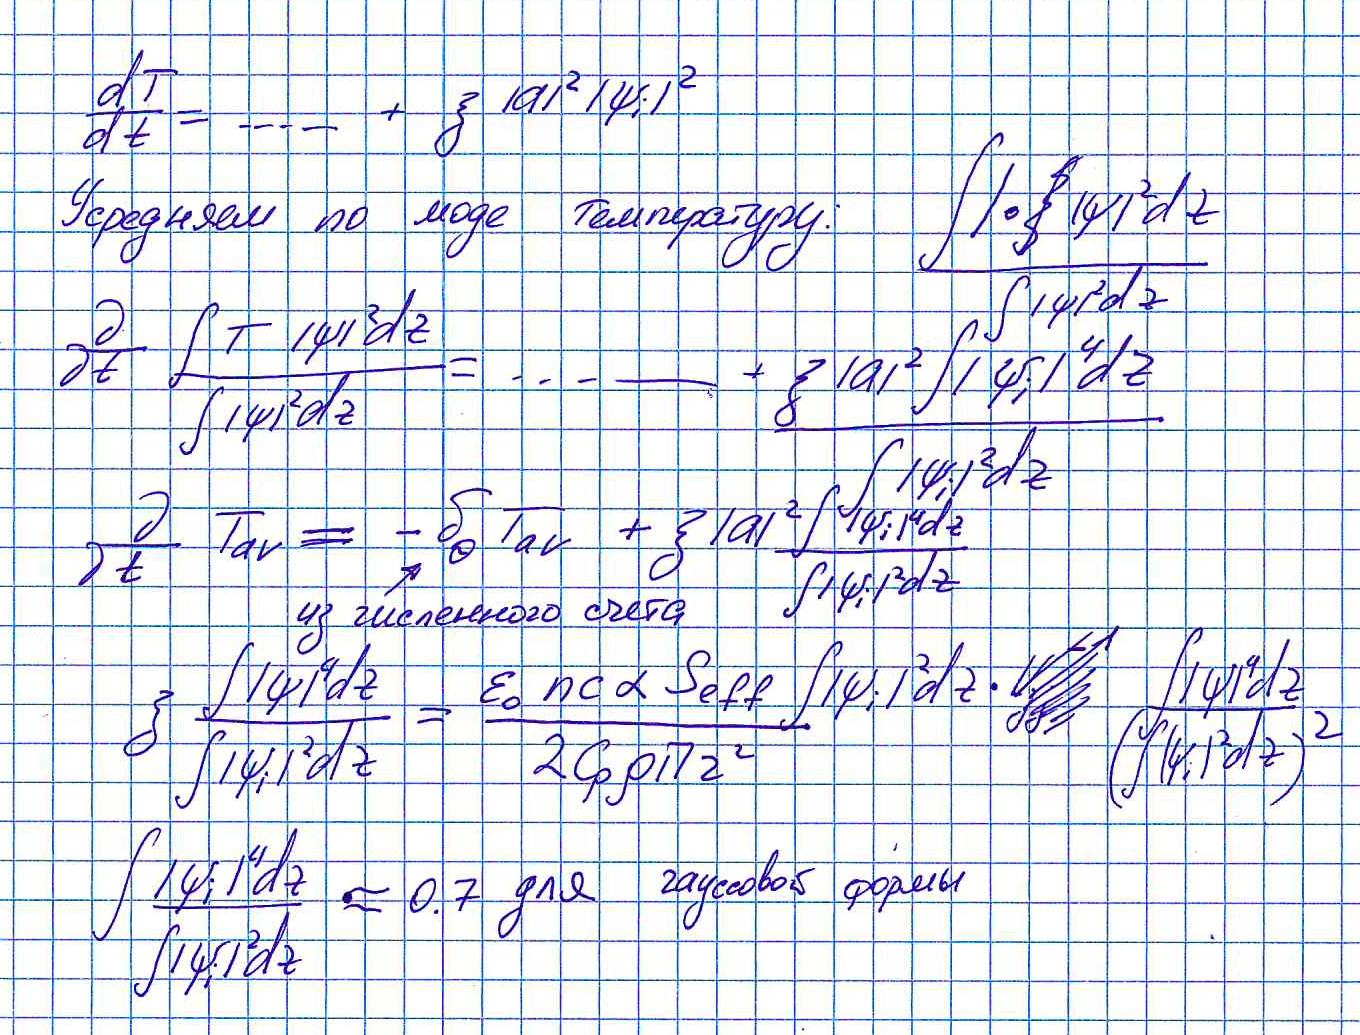 dT/dt = ..... + ξ |a|² |ψᵢ|²
Усредняем по моде температуру: ∫ 1·ξ |ψ|² dz / ∫ |ψ|² dz
∂/∂t ∫ T |ψ|² dz / ∫ |ψ|² dz = ... ___ + ξ |a|² ∫ |ψᵢ|⁴ dz / ∫ |ψᵢ|² dz
∂/∂t Tav = - δ₀ Tav + ξ |a|² ∫ |ψᵢ|⁴ dz / ∫ |ψᵢ|² dz
из численного счета
ξ ∫ |ψ|⁴ dz / ∫ |ψᵢ|² dz = ε₀ n c α Seff / 2 Cp ρ π r² ∫ |ψᵢ|² dz · ∫ |ψ|⁴ dz / (∫ |ψᵢ|² dz)²
∫ |ψᵢ|⁴ dz / ∫ |ψᵢ|² dz ≈ 0.7 для гауссовой формы